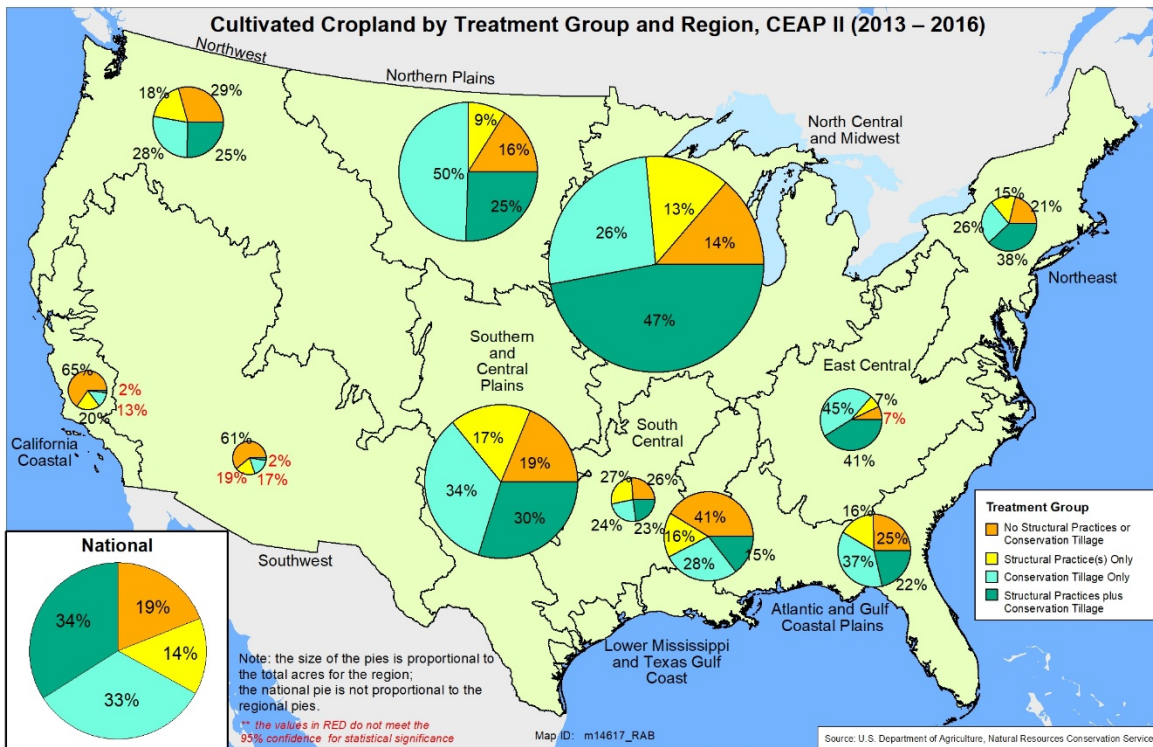 Cultivated Cropland by Treatment Group and Region, CEAP II (2013 – 2016)
Northwest
18%
29%
28%
25%
Northern Plains
9%
16%
50%
25%
North Central
and Midwest
13%
14%
26%
47%
15%
21%
26%
38%
Northeast
65%
2%
13%
20%
California
Coastal
61%
2%
19%
17%
Southwest
Southern
and
Central
Plains
17%
19%
34%
30%
South
Central
27%
26%
24%
23%
East Central
7%
45%
7%
41%
41%
16%
15%
28%
Lower Mississippi
and Texas Gulf
Coast
16%
25%
37%
22%
Atlantic and Gulf
Coastal Plains
Treatment Group
No Structural Practices or
Conservation Tillage
Structural Practice(s) Only
Conservation Tillage Only
Structural Practices plus
Conservation Tillage
National
34%
19%
14%
33%
Note: the size of the pies is proportional to
the total acres for the region;
the national pie is not proportional to the
regional pies.
** the values in RED do not meet the
95% confidence for statistical significance
Map ID: m14617_RAB
Source: U.S. Department of Agriculture, Natural Resources Conservation Service